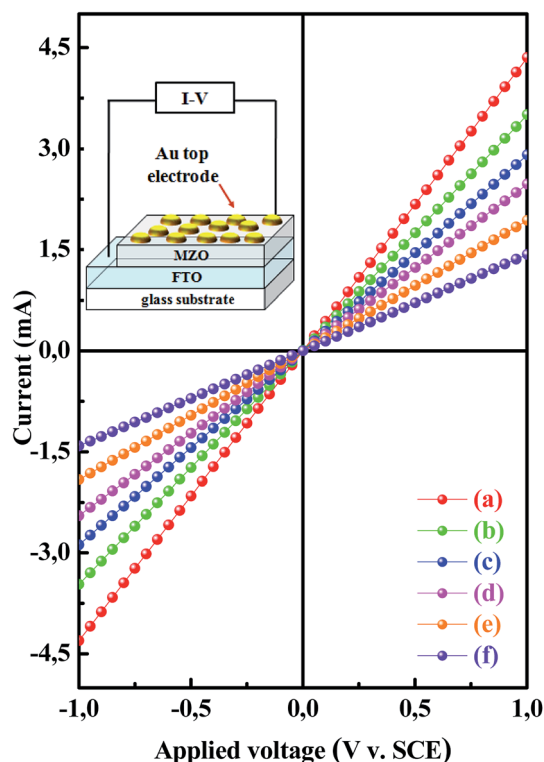 4,5
3,0
1,5
0,0
-1,5
-3,0
-4,5
Current (mA)
I-V
Au top
electrode
MZO
FTO
glass substrate
(a)
(b)
(c)
(d)
(e)
(f)
-1,0
-0,5
0,0
0,5
1,0
Applied voltage (V v. SCE)